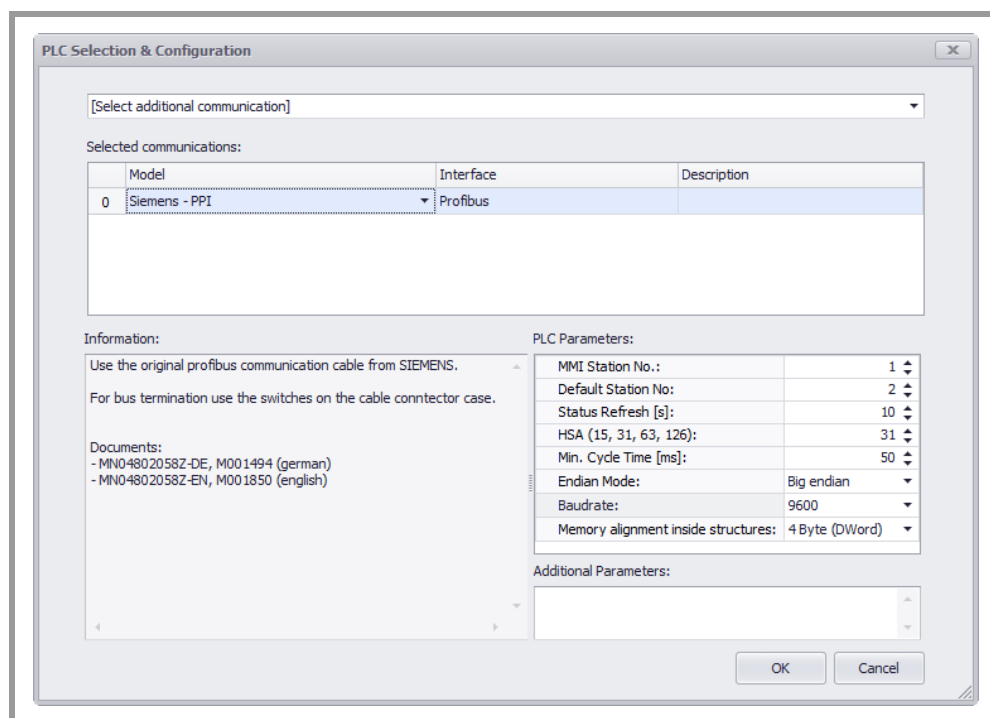 PLC Selection & Configuration
[Select additional communication]
Selected communications:
Model Interface Description
0 Siemens - PPI Profibus
Information:
Use the original profibus communication cable from SIEMENS.
For bus termination use the switches on the cable conntector case.
Documents:
- MN04802058Z-DE, M001494 (german)
- MN04802058Z-EN, M001850 (english)
PLC Parameters:
MMI Station No.: 1
Default Station No: 2
Status Refresh [s]: 10
HSA (15, 31, 63, 126): 31
Min. Cycle Time [ms]: 50
Endian Mode: Big endian
Baudrate: 9600
Memory alignment inside structures: 4 Byte (DWord)
Additional Parameters:
OK Cancel